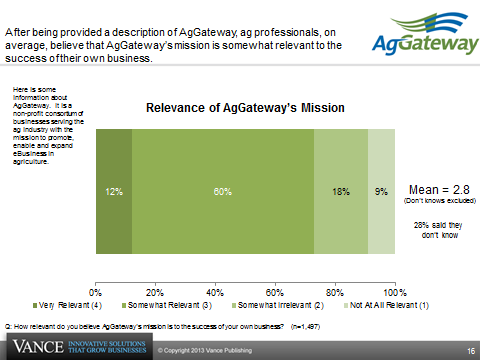 After being provided a description of AgGateway, ag professionals, on
average, believe that AgGateway's mission is somewhat relevant to the
success of their own business.
AgGateway
Here is some
information about
AgGateway. It is a
non-profit consortium of
businesses serving the
ag industry with the
mission to promote,
enable and expand
eBusiness in
agriculture.
Relevance of AgGateway's Mission
12% 60% 18% 9%
Mean = 2.8
(Don't knows excluded)
28% said they
don't know
0% 20% 40% 60% 80% 100%
Very Relevant (4) Somewhat Relevant (3) Somewhat Irrelevant (2) Not At All Relevant (1)
Q: How relevant do you believe AgGateway's mission is to the success of your own business? (n=1,497)
VANCE INNOVATIVE SOLUTIONS
THAT GROW BUSINESSES
© Copyright 2013 Vance Publishing
16